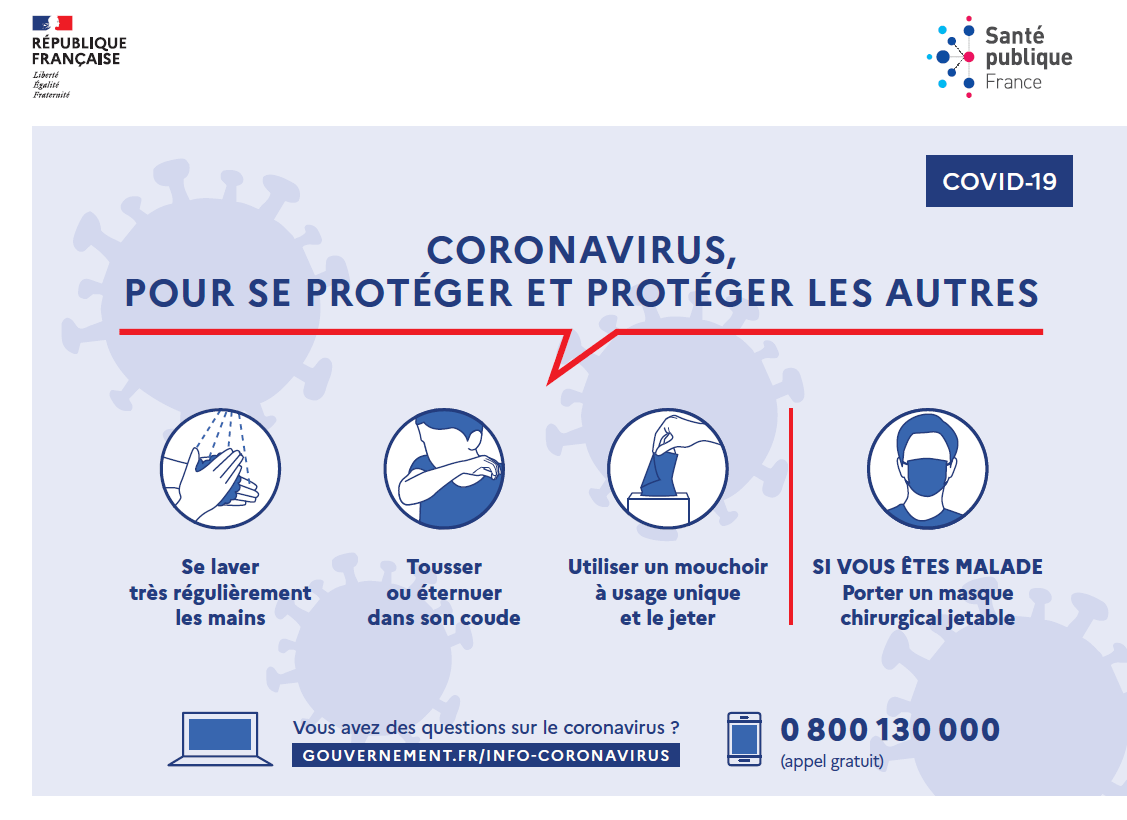 RÉPUBLIQUE
FRANÇAISE
Liberté
Égalité
Fraternité
Santé
publique
France
COVID-19
CORONAVIRUS,
POUR SE PROTÉGER ET PROTÉGER LES AUTRES
Se laver
très régulièrement
les mains
Tousser
ou éternuer
dans son coude
Utiliser un mouchoir
à usage unique
et le jeter
SI VOUS ÊTES MALADE
Porter un masque
chirurgical jetable
Vous avez des questions sur le coronavirus ?
GOUVERNEMENT.FR/INFO-CORONAVIRUS
0 800 130 000
(appel gratuit)